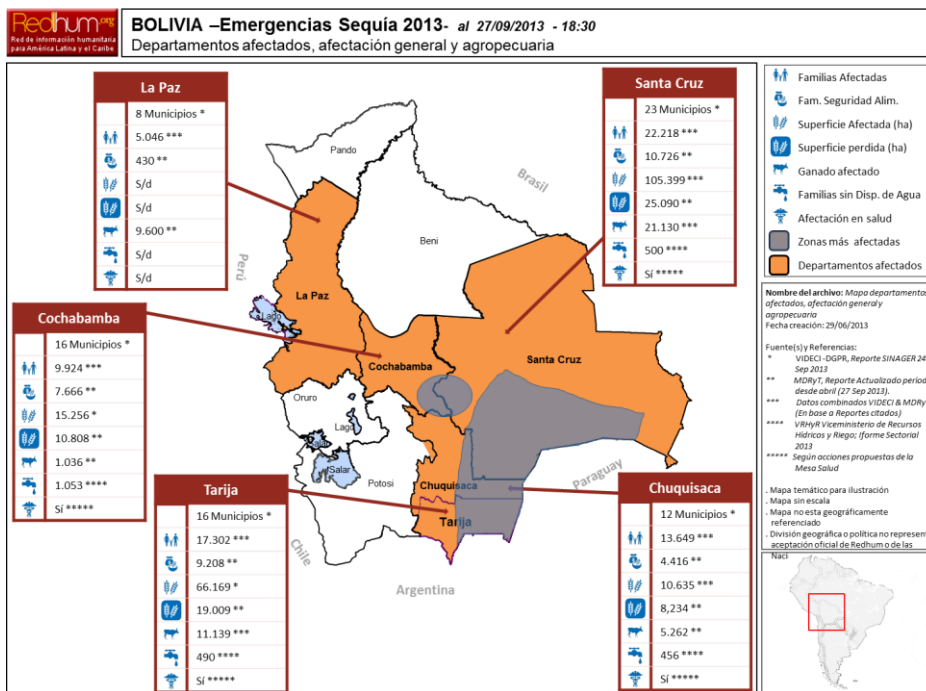 Redhum.org
Red de información humanitaria
para América Latina y el Caribe
BOLIVIA –Emergencias Sequía 2013- al 27/09/2013 - 18:30
Departamentos afectados, afectación general y agropecuaria
La Paz
8 Municipios *
5.046 ***
430 **
S/d
S/d
9.600 **
S/d
S/d
Santa Cruz
23 Municipios *
22.218 ***
10.726 **
105.399 ***
25.090 **
21.130 ***
500 ****
Sí *****
Cochabamba
16 Municipios *
9.924 ***
7.666 **
15.256 *
10.808 **
1.036 **
1.053 ****
Sí *****
Tarija
16 Municipios *
17.302 ***
9.208 **
66.169 *
19.009 **
11.139 ***
490 ****
Sí *****
Chuquisaca
12 Municipios *
13.649 ***
4.416 **
10.635 ***
8,234 **
5.262 **
456 ****
Sí *****
Pando
Brasil
Beni
Perú
La Paz
Lago
Cochabamba
Santa Cruz
Oruro
Lago
Salar
Potosi
Chuquisaca
Paraguay
Tarija
Chile
Argentina
Familias Afectadas
Fam. Seguridad Alim.
Superficie Afectada (ha)
Superficie perdida (ha)
Ganado afectado
Familias sin Disp. de Agua
Afectación en salud
Zonas más afectadas
Departamentos afectados
Nombre del archivo: Mapa departamentos
afectados, afectación general y
agropecuaria
Fecha creación: 29/06/2013
Fuente(s) y Referencias:
* VIDECI -DGPR, Reporte SINAGER 24
Sep 2013
** MDRyT, Reporte Actualizado period
desde abril (27 Sep 2013).
*** Datos combinados VIDECI & MDRy
(En base a Reportes citados)
**** VRHyR Viceministerio de Recursos
Hídricos y Riego; Iforme Sectorial
2013
***** Según acciones propuestas de la
Mesa Salud
. Mapa temático para ilustración
. Mapa sin escala
. Mapa no esta geográficamente
referenciado
. División geográfica o política no represent
aceptación oficial de Redhum o de las
Naci